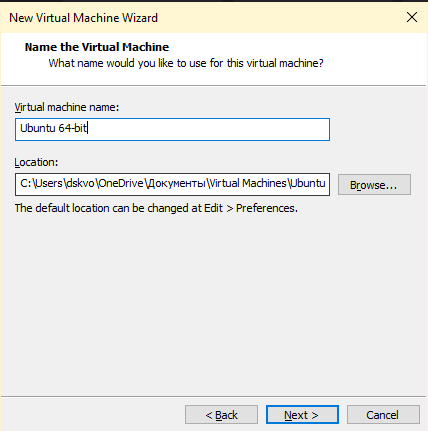 New Virtual Machine Wizard
Name the Virtual Machine
What name would you like to use for this virtual machine?
Virtual machine name:
Ubuntu 64-bit
Location:
C:\Users\dskvo\OneDrive\Документы\Virtual Machines\Ubuntu
Browse...
The default location can be changed at Edit > Preferences.
< Back
Next >
Cancel